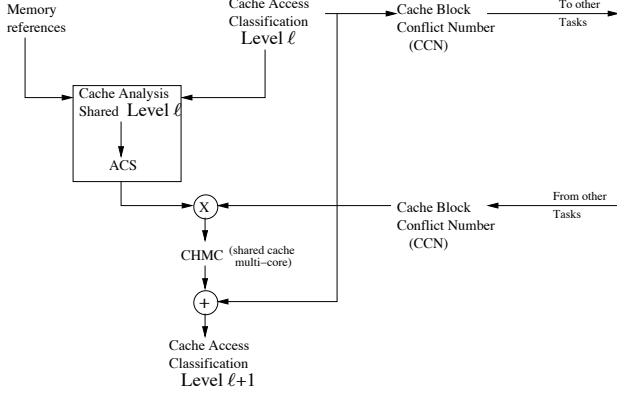 Memory
references
Cache Access
Classification
Level ℓ
Cache Block
Conflict Number
(CCN)
To other
Tasks
Cache Analysis
Shared Level ℓ
ACS
X
Cache Block
Conflict Number
(CCN)
From other
Tasks
CHMC (shared cache
multi−core)
+
Cache Access
Classification
Level ℓ+1